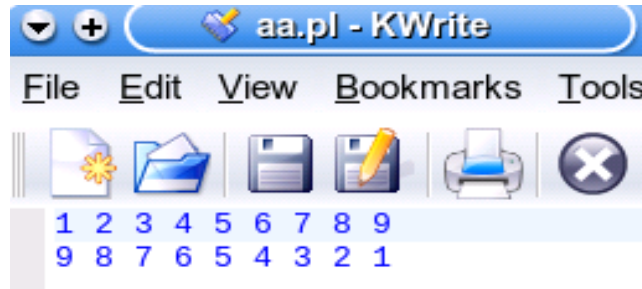 aa.pl - KWrite
File Edit View Bookmarks Tools
1 2 3 4 5 6 7 8 9
9 8 7 6 5 4 3 2 1